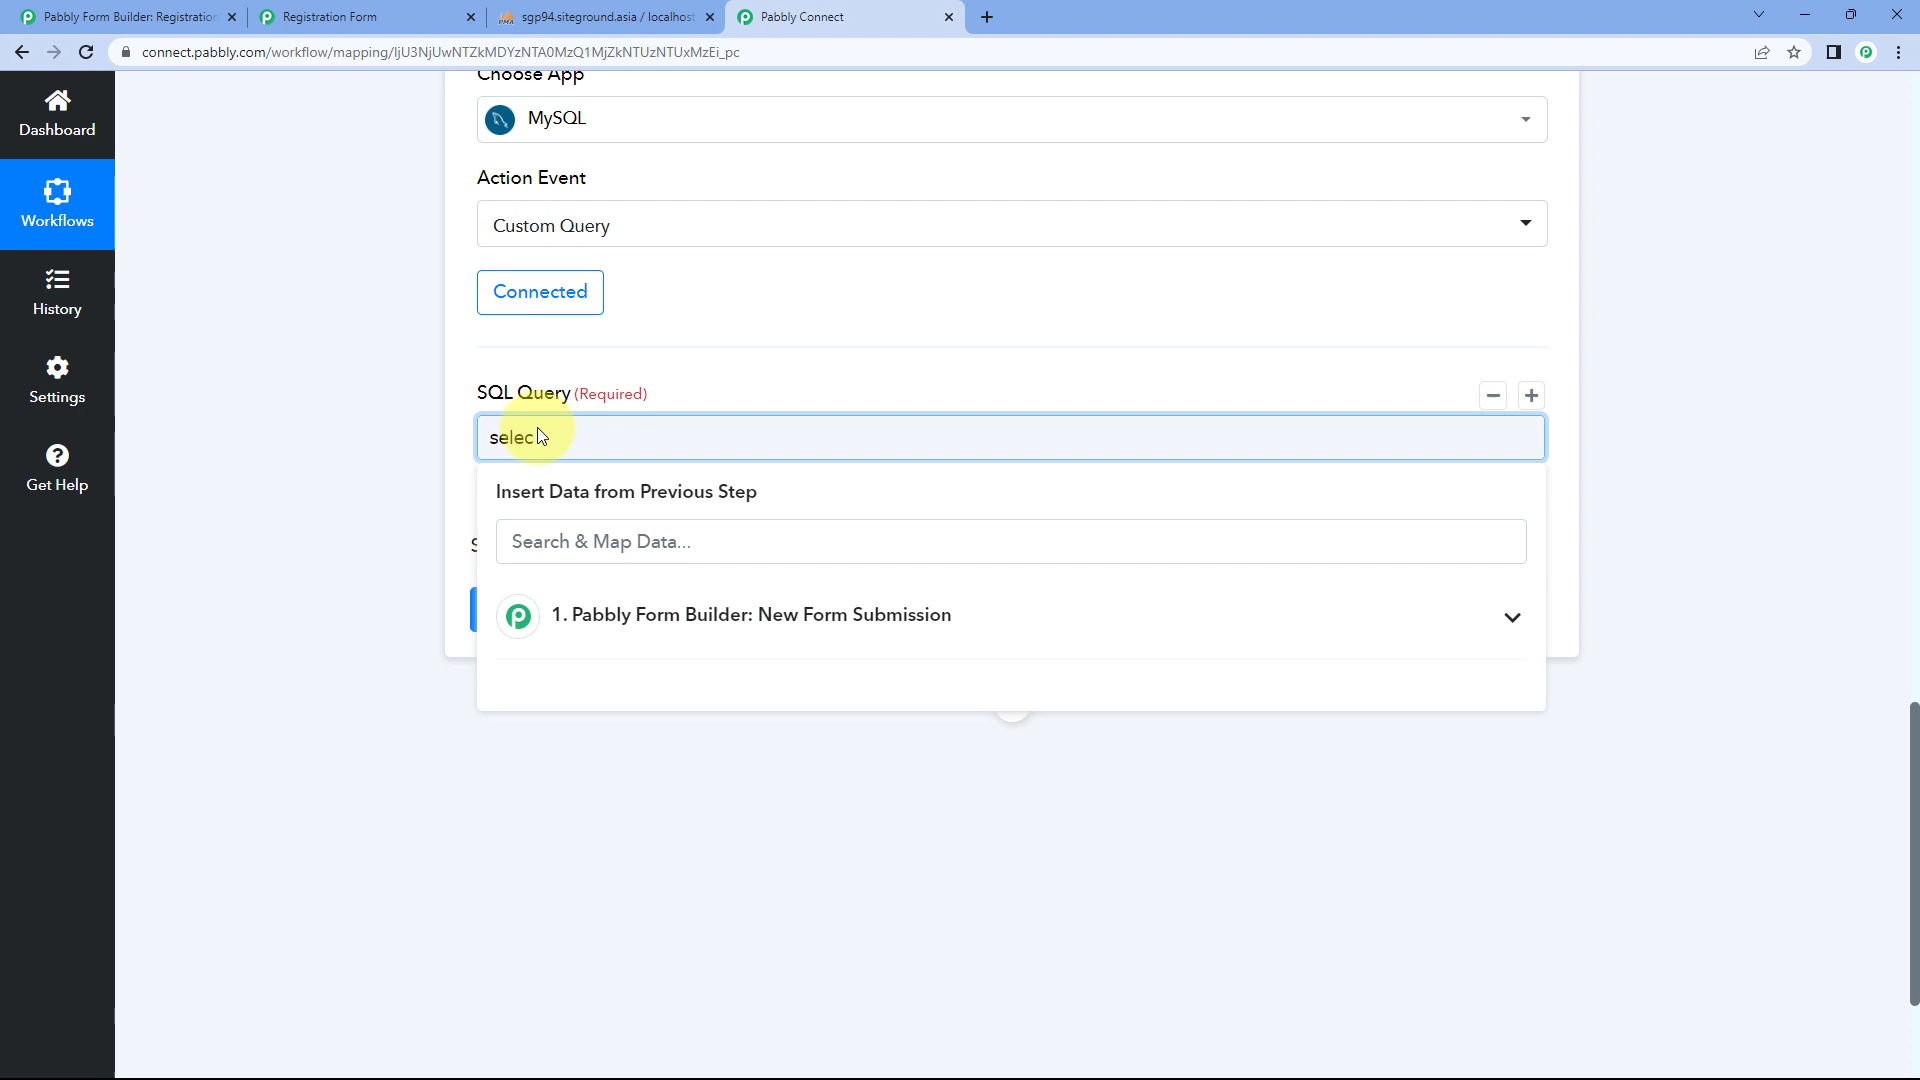 Pabbly Form Builder: Registration
Registration Form
sgp94.siteground.asia / localhost
Pabbly Connect
connect.pabbly.com/workflow/mapping/IjU3NjUwNTZkMDYzNTA0MzQ1MjZkNTUzNTUxMzEi_pc
Dashboard
Workflows
History
Settings
Get Help
Choose App
MySQL
Action Event
Custom Query
Connected
SQL Query (Required)
selec
Insert Data from Previous Step
Search & Map Data...
1. Pabbly Form Builder: New Form Submission